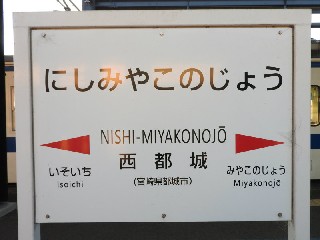 にしみやこのじょう
NISHI-MIYAKONOJŌ
西都城
(宮崎県都城市)
いそいち
Isoichi
みやこのじょう
Miyakonojō